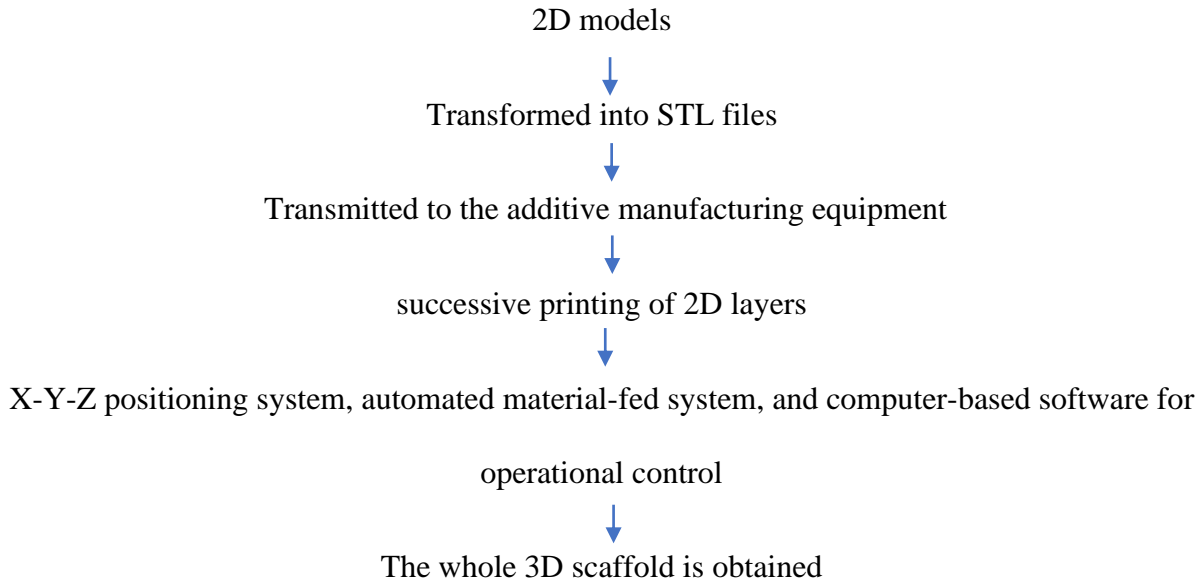 2D models
Transformed into STL files
Transmitted to the additive manufacturing equipment
successive printing of 2D layers
X-Y-Z positioning system, automated material-fed system, and computer-based software for
operational control
The whole 3D scaffold is obtained